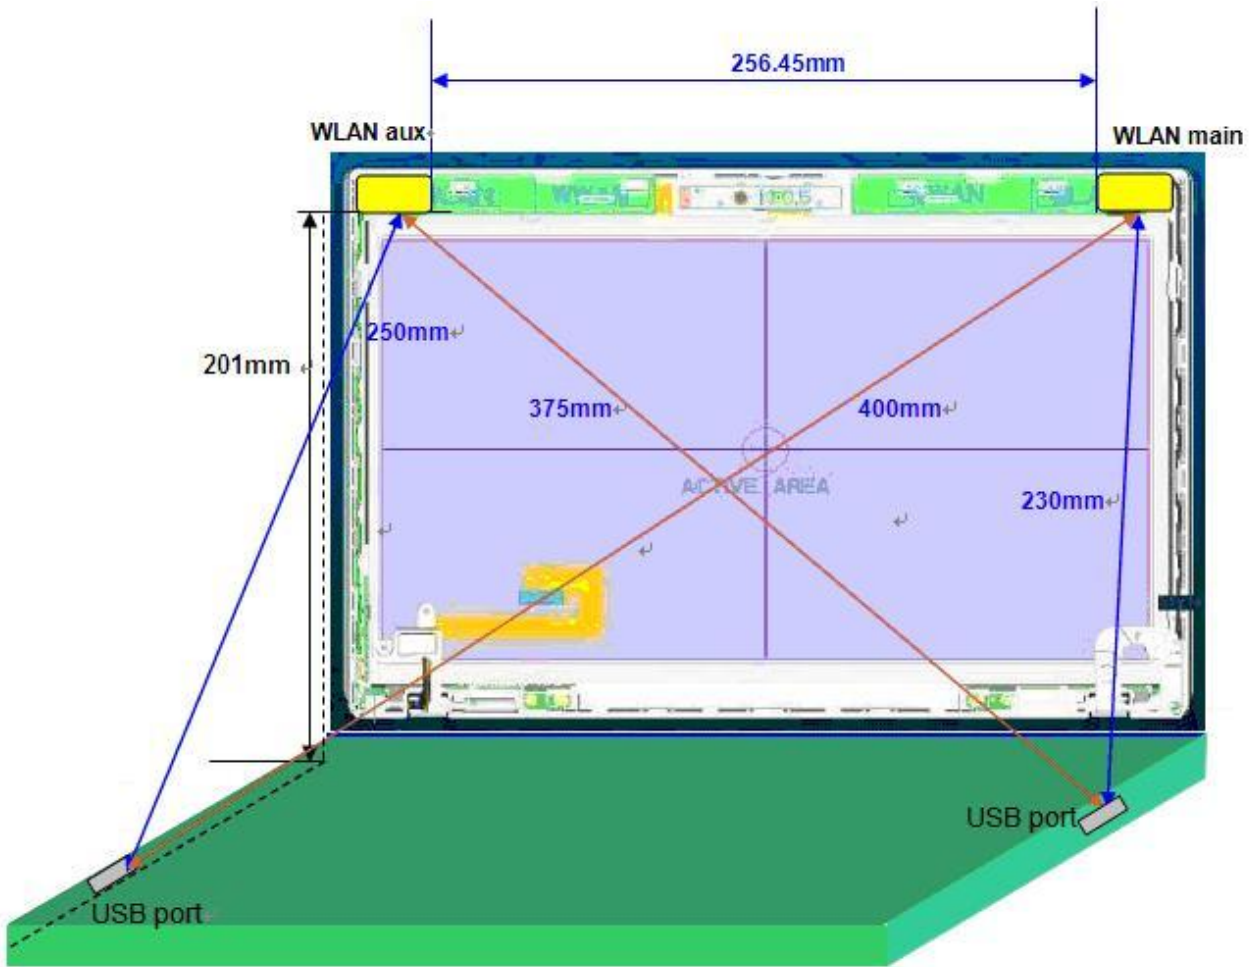 256.45mm
WLAN aux
WLAN main
250mm
201mm
375mm
400mm
ACTIVE AREA
230mm
USB port
USB port